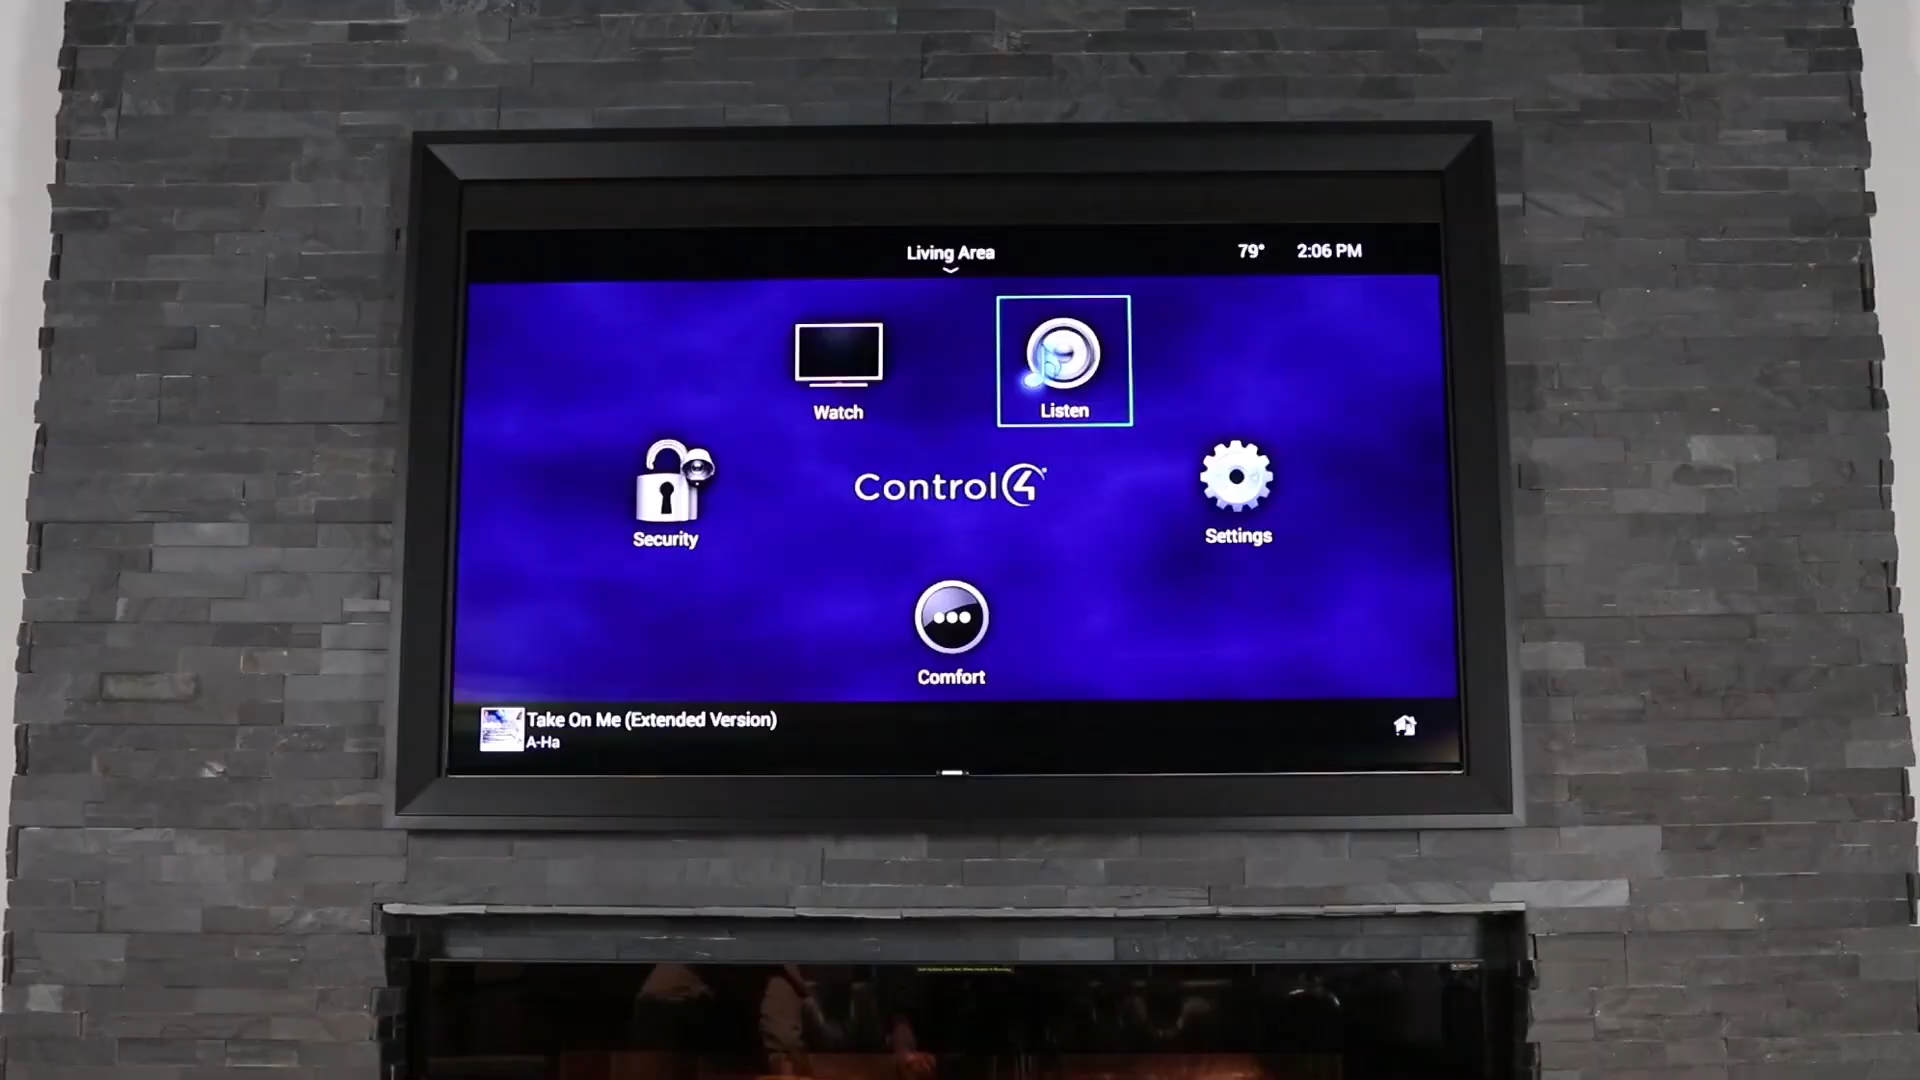 Living Area
79° 2:06 PM
Watch
Listen
Security
Control4®
Settings
Comfort
Take On Me (Extended Version)
A-Ha